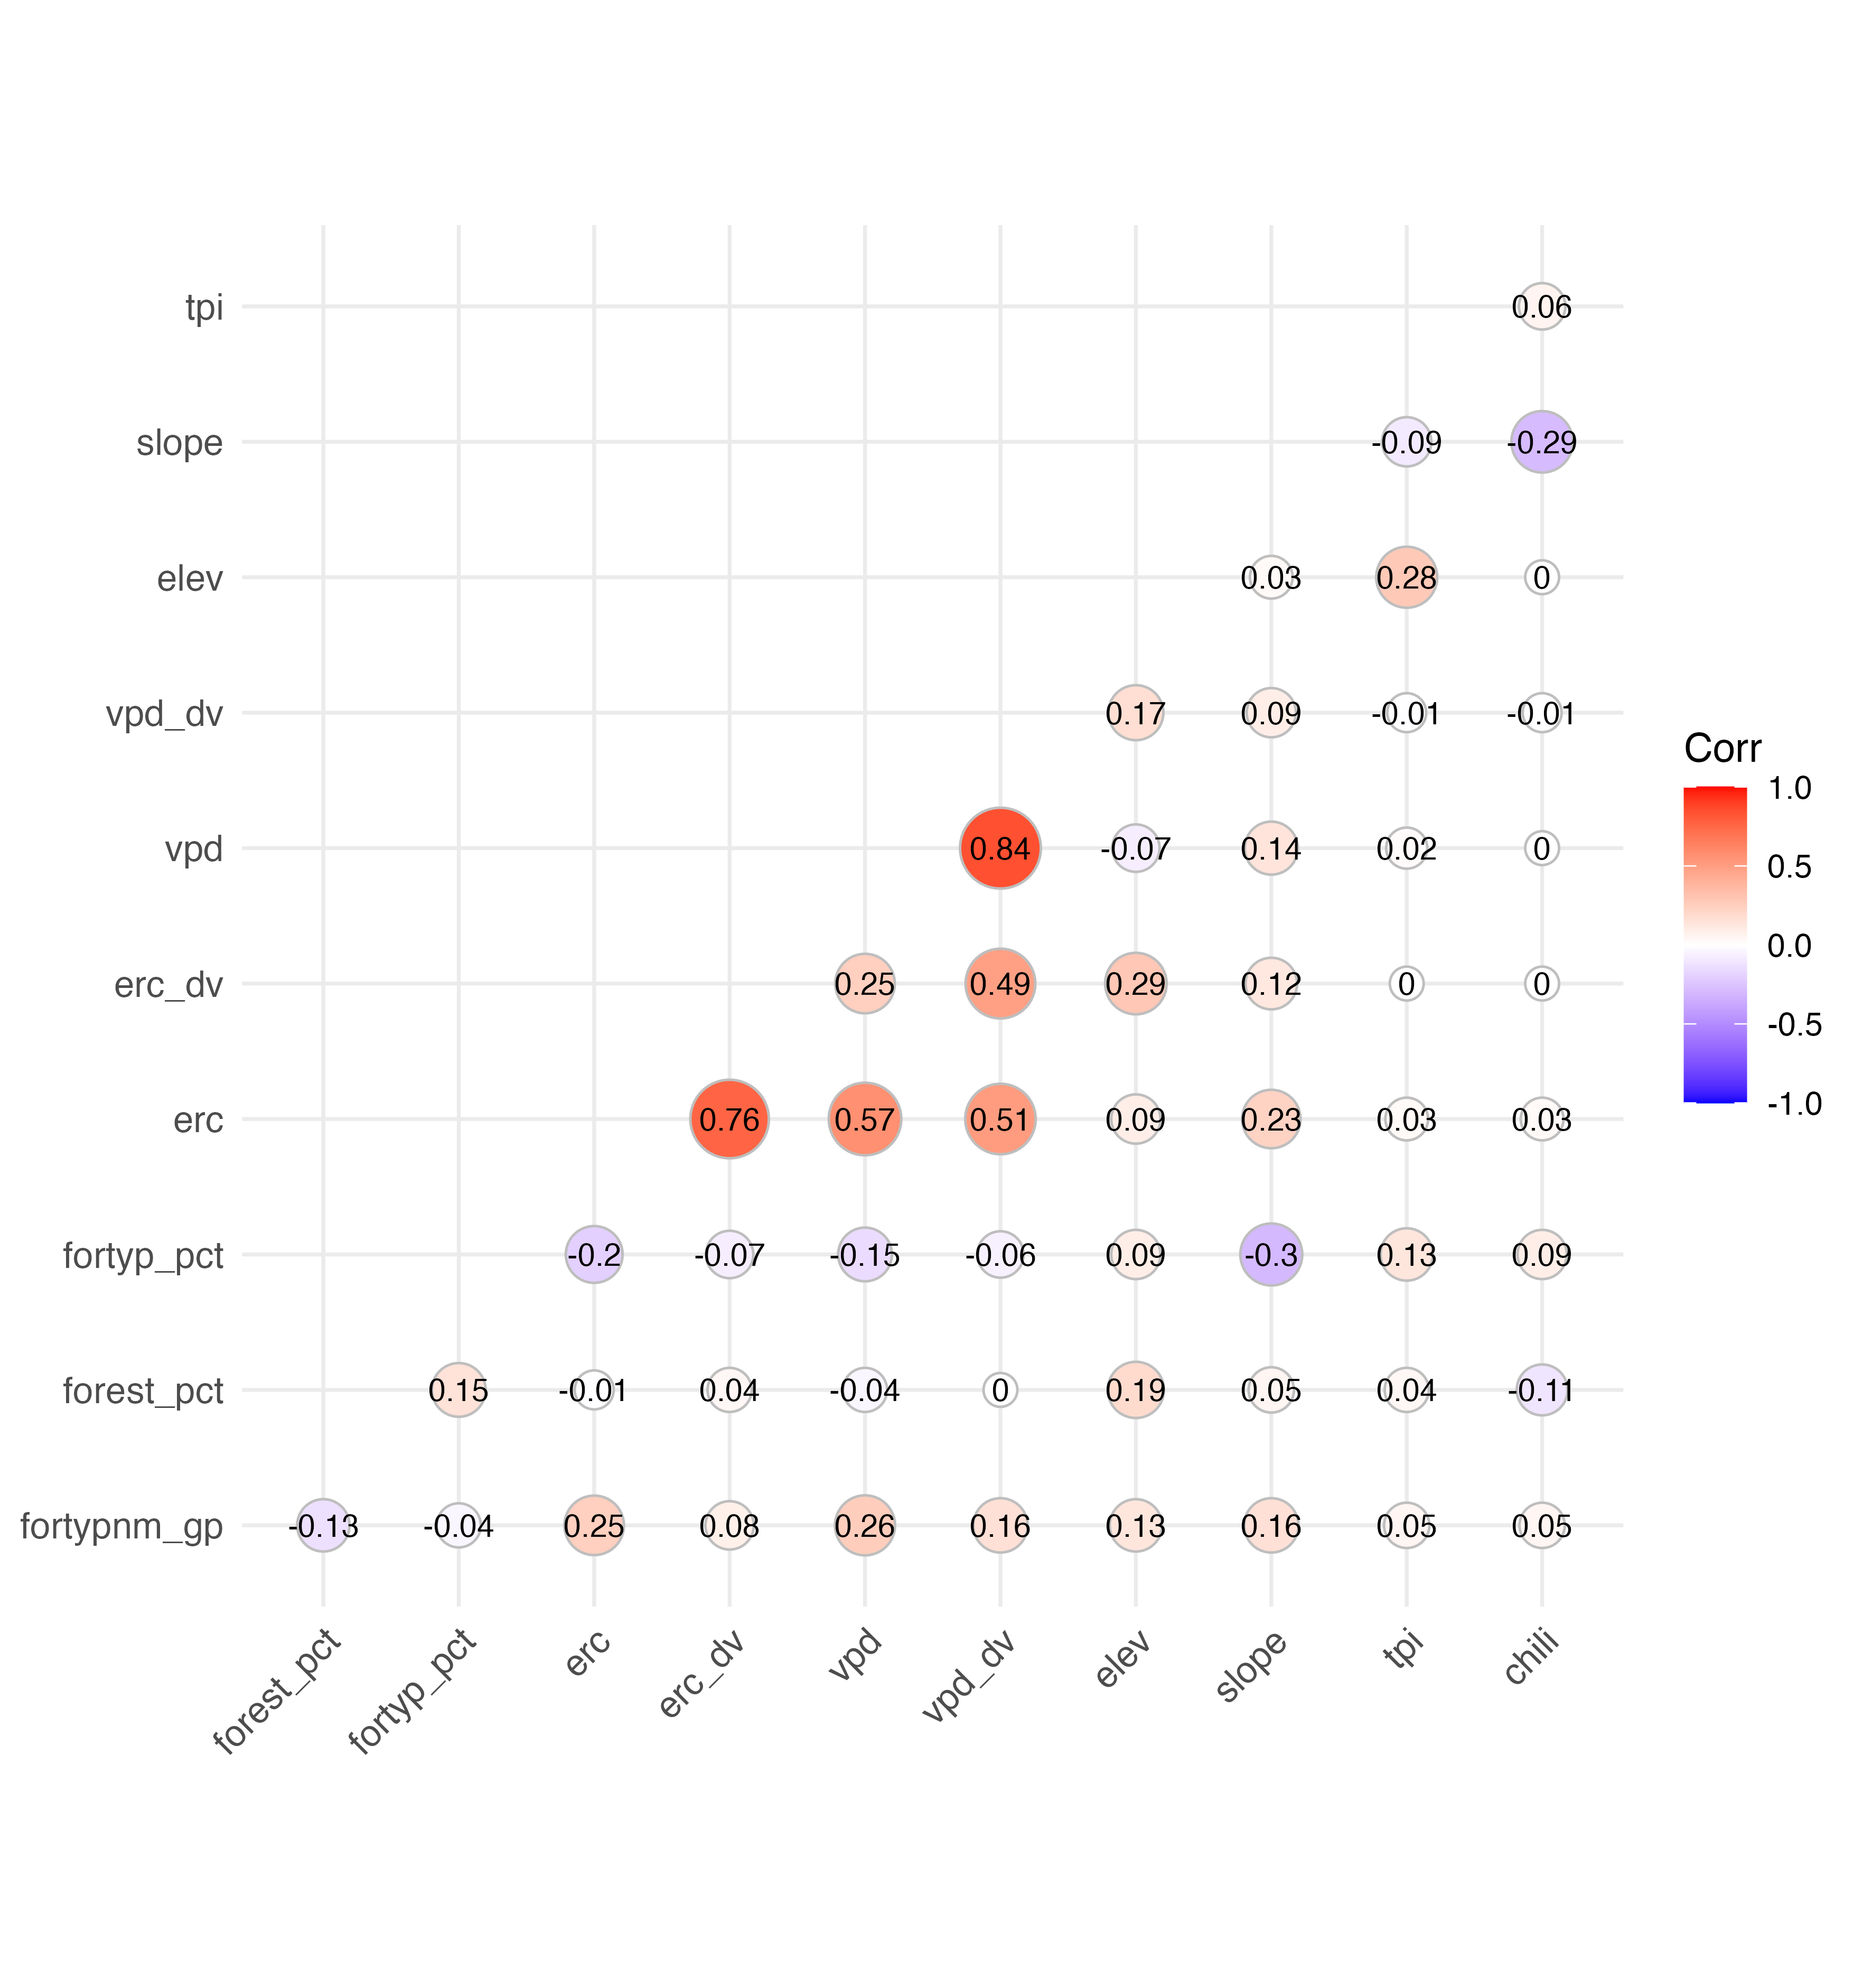 tpi 0.06
slope -0.09 -0.29
elev 0.03 0.28 0
vpd_dv 0.17 0.09 -0.01 -0.01
Corr
1.0
0.5
0.0
-0.5
-1.0
vpd 0.84 -0.07 0.14 0.02 0
erc_dv 0.25 0.49 0.29 0.12 0 0
erc 0.76 0.57 0.51 0.09 0.23 0.03 0.03
fortyp_pct -0.2 -0.07 -0.15 -0.06 0.09 -0.3 0.13 0.09
forest_pct 0.15 -0.01 0.04 -0.04 0 0.19 0.05 0.04 -0.11
fortypnm_gp -0.13 -0.04 0.25 0.08 0.26 0.16 0.13 0.16 0.05 0.05
forest_pct fortyp_pct erc erc_dv vpd vpd_dv elev slope tpi chili